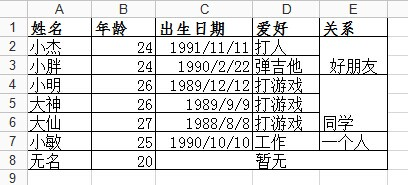 A B C D E
1 姓名 年龄 出生日期 爱好 关系
2 小杰 24 1991/11/11 打人
3 小胖 24 1990/2/22 弹吉他 好朋友
4 小明 26 1989/12/12 打游戏
5 大神 26 1989/9/9 打游戏
6 大仙 27 1988/8/8 打游戏 同学
7 小敏 25 1990/10/10 工作 一个人
8 无名 20 暂无
9